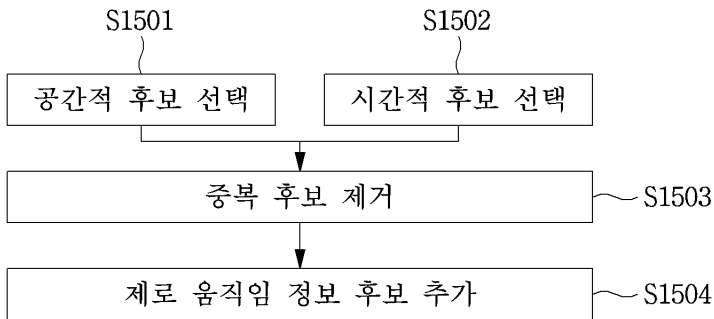 S1501
S1502
공간적 후보 선택
시간적 후보 선택
중복 후보 제거
S1503
제로 움직임 정보 후보 추가
S1504